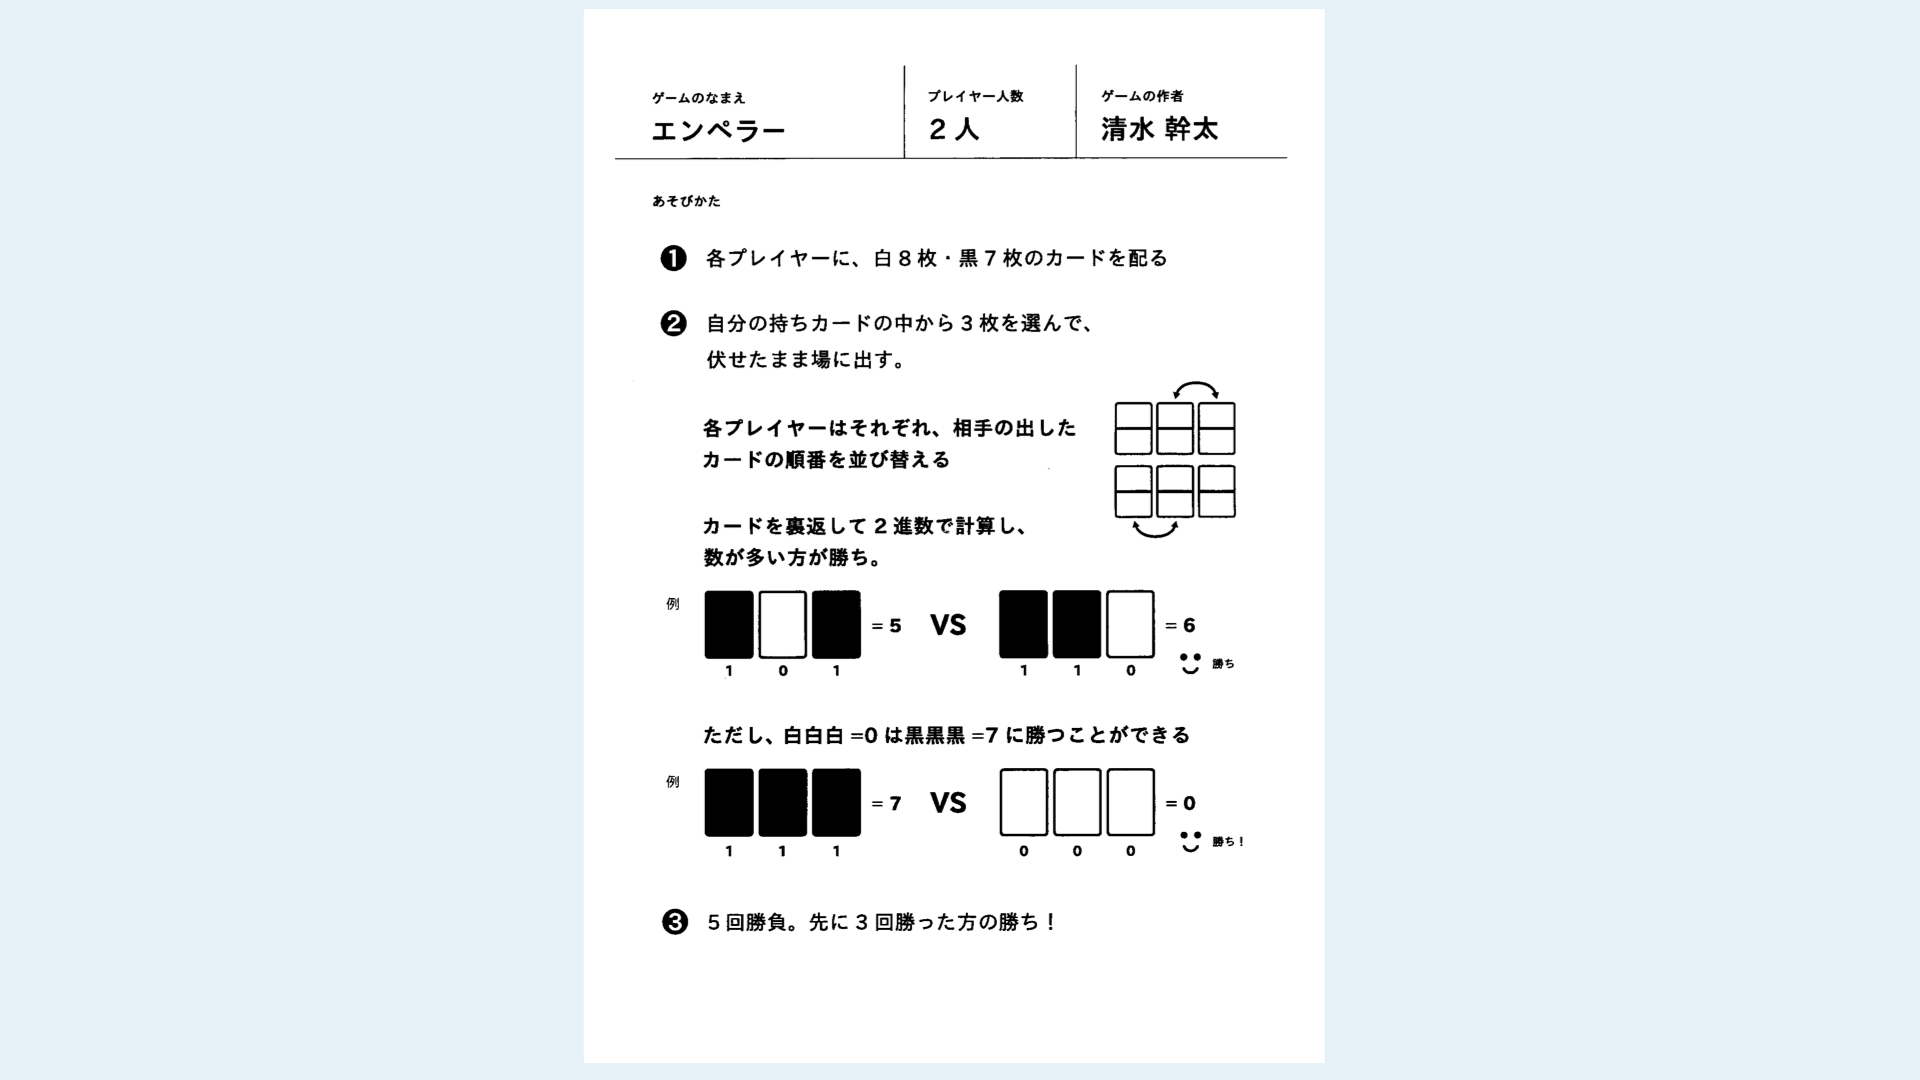 ゲームのなまえ
エンペラー
プレイヤー人数
2人
ゲームの作者
清水 幹太
あそびかた
❶ 各プレイヤーに、白8枚・黒7枚のカードを配る
❷ 自分の持ちカードの中から3枚を選んで、
伏せたまま場に出す。
各プレイヤーはそれぞれ、相手の出した
カードの順番を並び替える
カードを裏返して2進数で計算し、
数が多い方が勝ち。
例
= 5 VS = 6
1 0 1 1 1 0 勝ち
ただし、白白白=0は黒黒黒=7に勝つことができる
例
= 7 VS = 0
1 1 1 0 0 0 勝ち！
❸ 5回勝負。先に3回勝った方の勝ち！